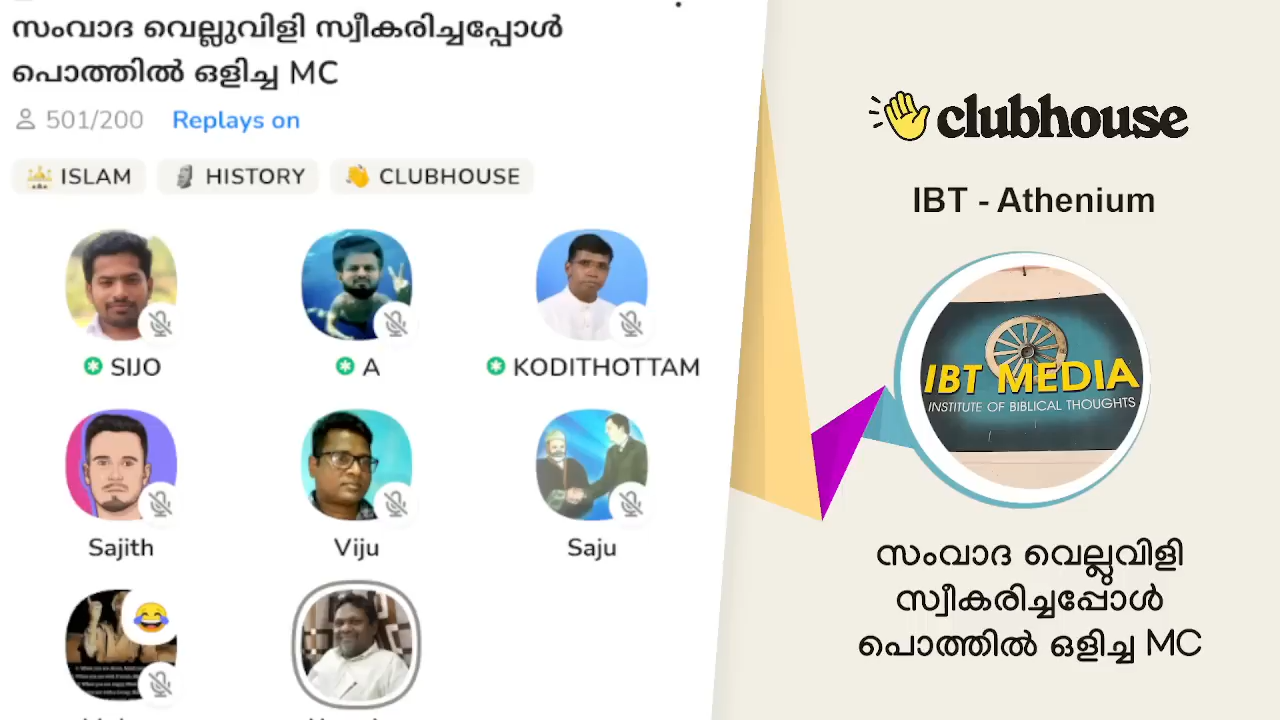 സംവാദ വെല്ലുവിളി സ്വീകരിച്ചപ്പോൾ
പൊത്തിൽ ഒളിച്ച MC
501/200 Replays on
ISLAM HISTORY CLUBHOUSE
SIJO A KODITHOTTAM
Sajith Viju Saju
clubhouse
IBT - Athenium
IBT MEDIA
INSTITUTE OF BIBLICAL THOUGHTS
സംവാദ വെല്ലുവിളി
സ്വീകരിച്ചപ്പോൾ
പൊത്തിൽ ഒളിച്ച MC